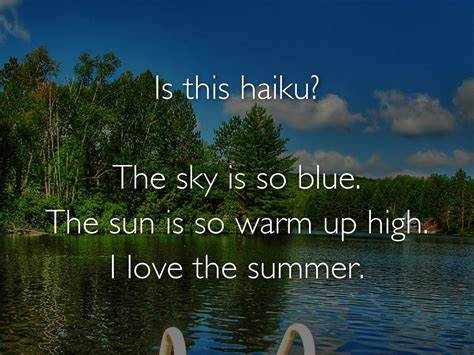 Is this haiku?
The sky is so blue.
The sun is so warm up high.
I love the summer.